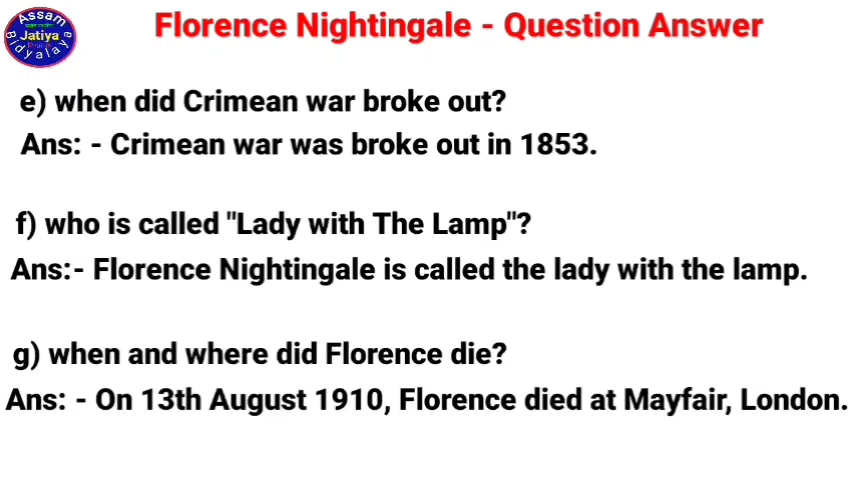 Assam
Jatiya
Bidyalaya
Florence Nightingale - Question Answer
e) when did Crimean war broke out?
Ans: - Crimean war was broke out in 1853.
f) who is called "Lady with The Lamp"?
Ans:- Florence Nightingale is called the lady with the lamp.
g) when and where did Florence die?
Ans: - On 13th August 1910, Florence died at Mayfair, London.